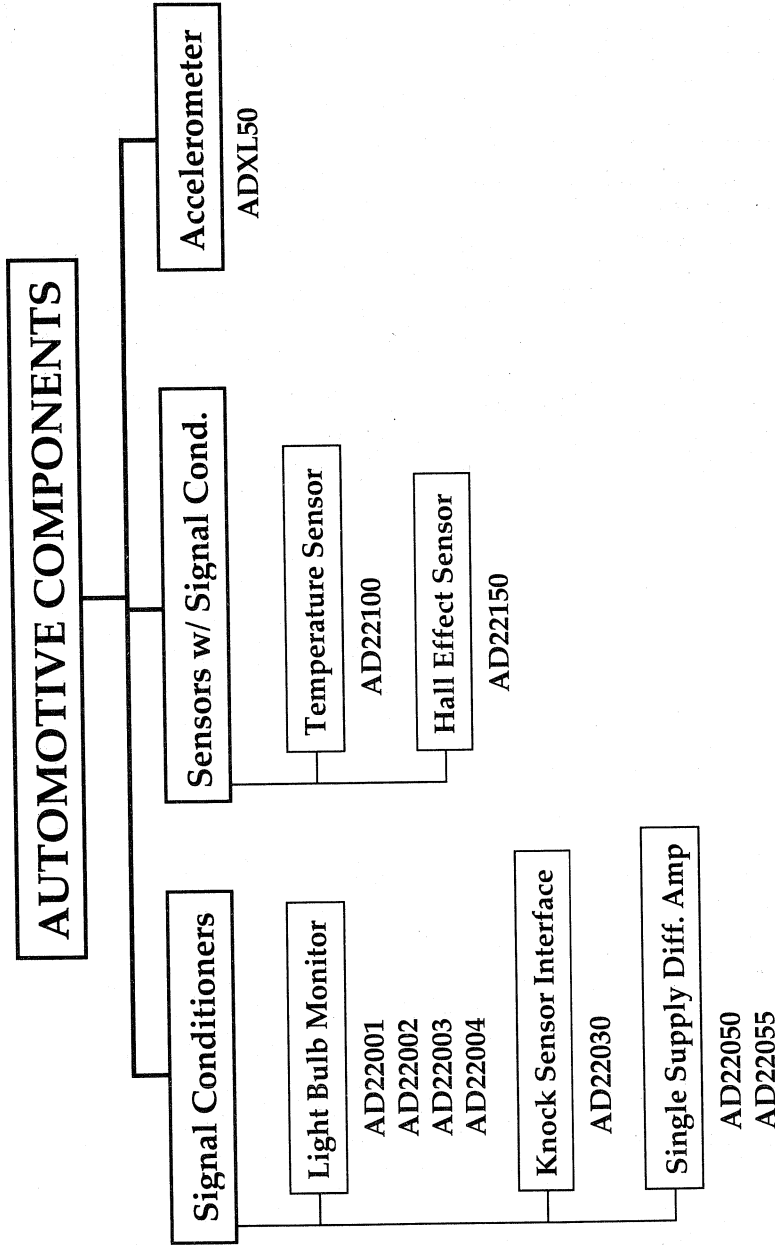 AUTOMOTIVE COMPONENTS
Signal Conditioners
Light Bulb Monitor
AD22001
AD22002
AD22003
AD22004
Knock Sensor Interface
AD22030
Single Supply Diff. Amp
AD22050
AD22055
Sensors w/ Signal Cond.
Temperature Sensor
AD22100
Hall Effect Sensor
AD22150
Accelerometer
ADXL50